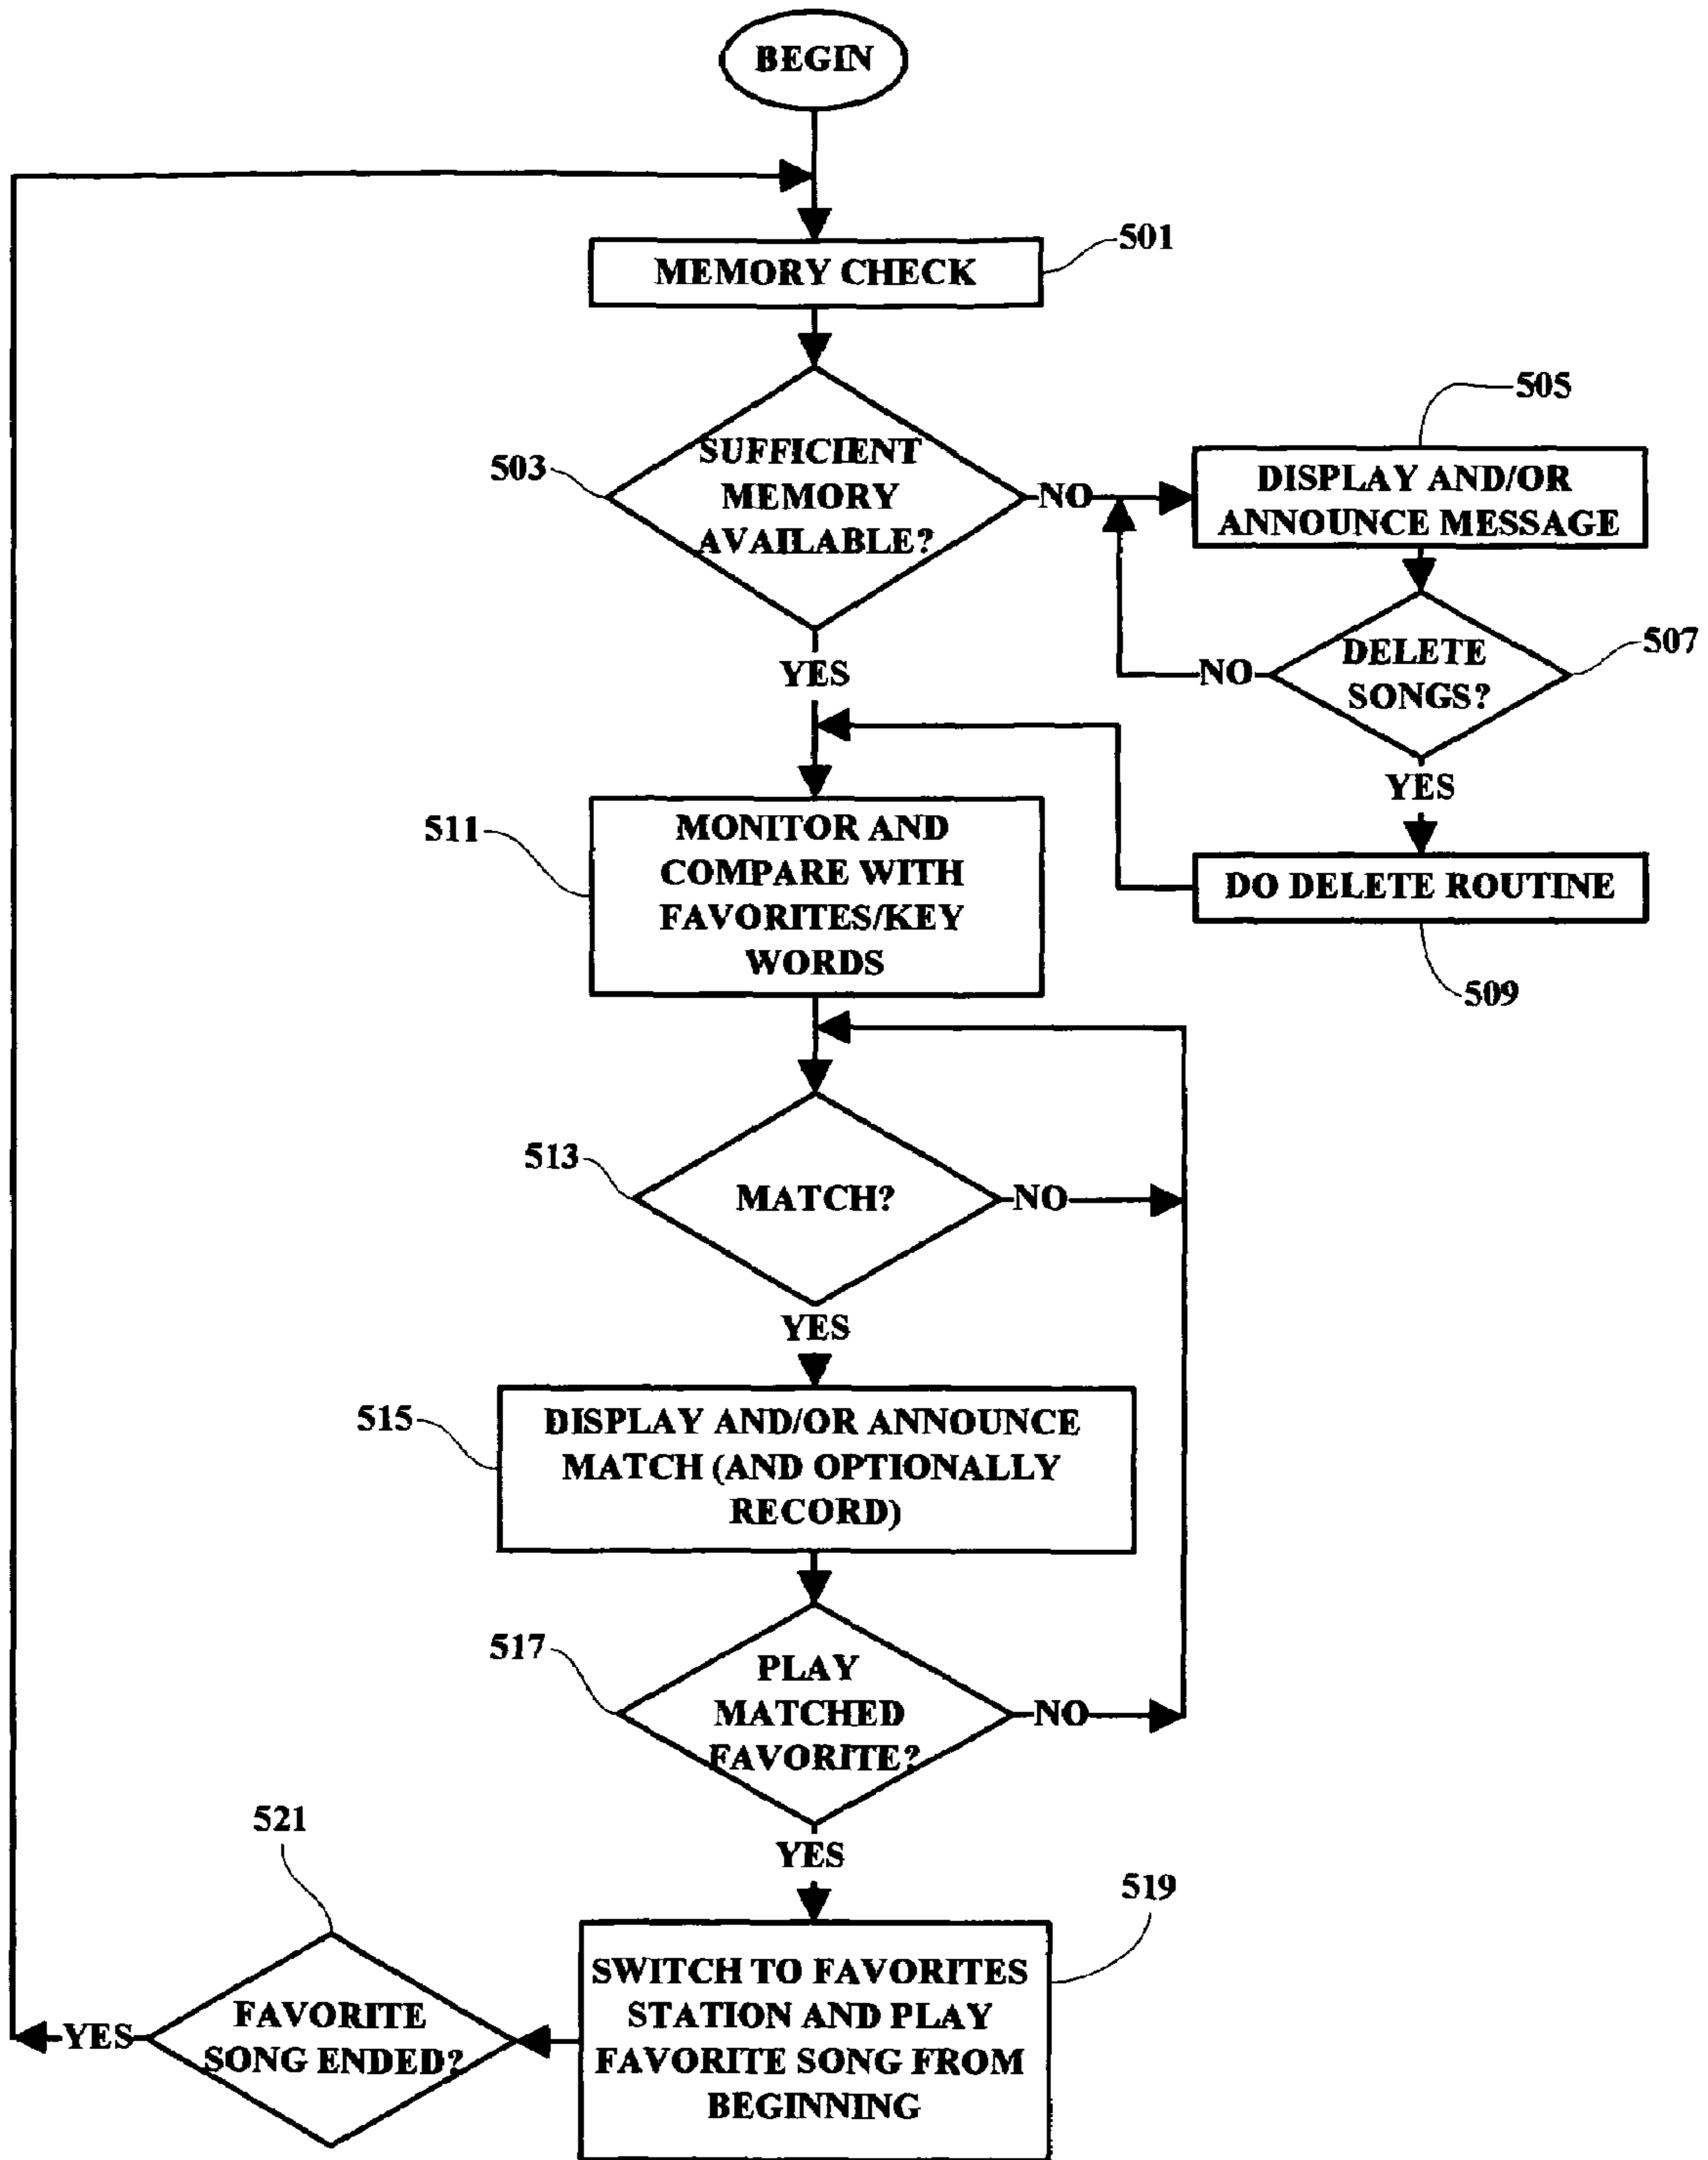 BEGIN
501
MEMORY CHECK
503
SUFFICIENT
MEMORY
AVAILABLE?
NO
505
DISPLAY AND/OR
ANNOUNCE MESSAGE
507
DELETE
SONGS?
NO
YES
YES
DO DELETE ROUTINE
509
511
MONITOR AND
COMPARE WITH
FAVORITES/KEY
WORDS
513
MATCH?
NO
YES
515
DISPLAY AND/OR ANNOUNCE
MATCH (AND OPTIONALLY
RECORD)
517
PLAY
MATCHED
FAVORITE?
NO
YES
519
SWITCH TO FAVORITES
STATION AND PLAY
FAVORITE SONG FROM
BEGINNING
521
FAVORITE
SONG ENDED?
YES